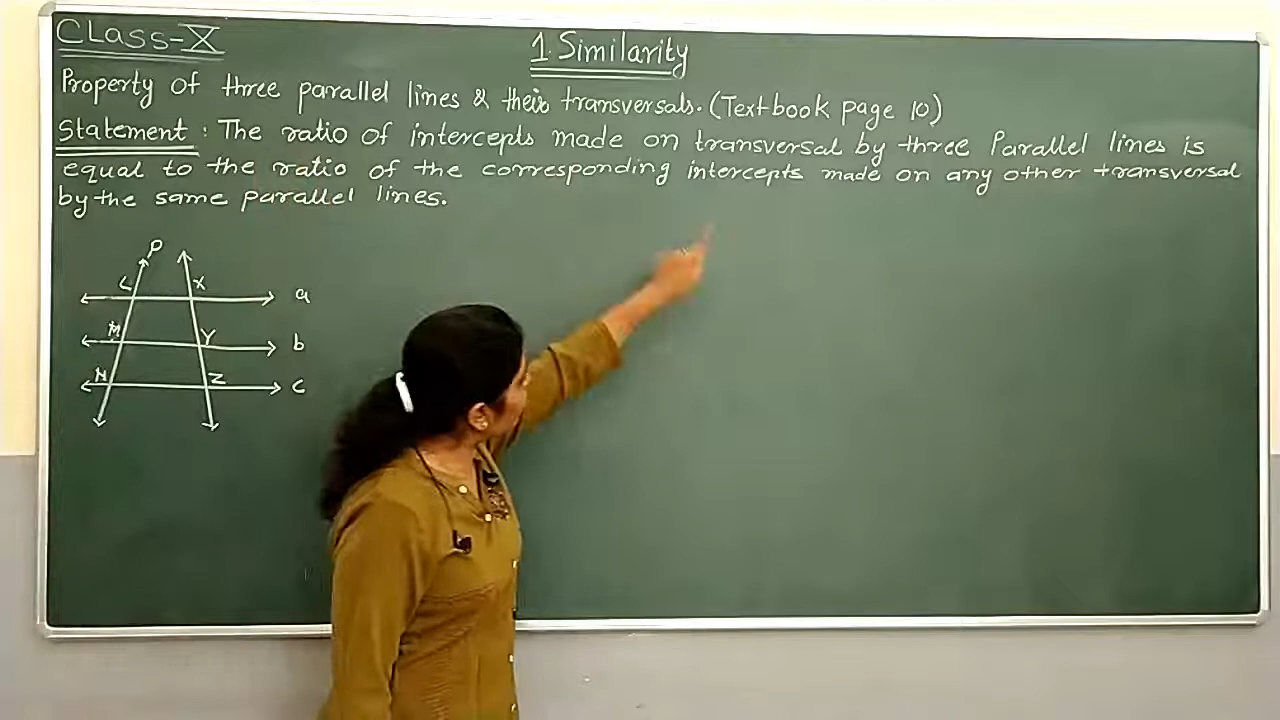 CLass-X
1. Similarity
Property of three parallel lines & their transversals. (Textbook page 10)
Statement : The ratio of intercepts made on transversal by three Parallel lines is
equal to the ratio of the corresponding intercepts made on any other transversal
by the same parallel lines.
P
L X a
M Y b
N Z c